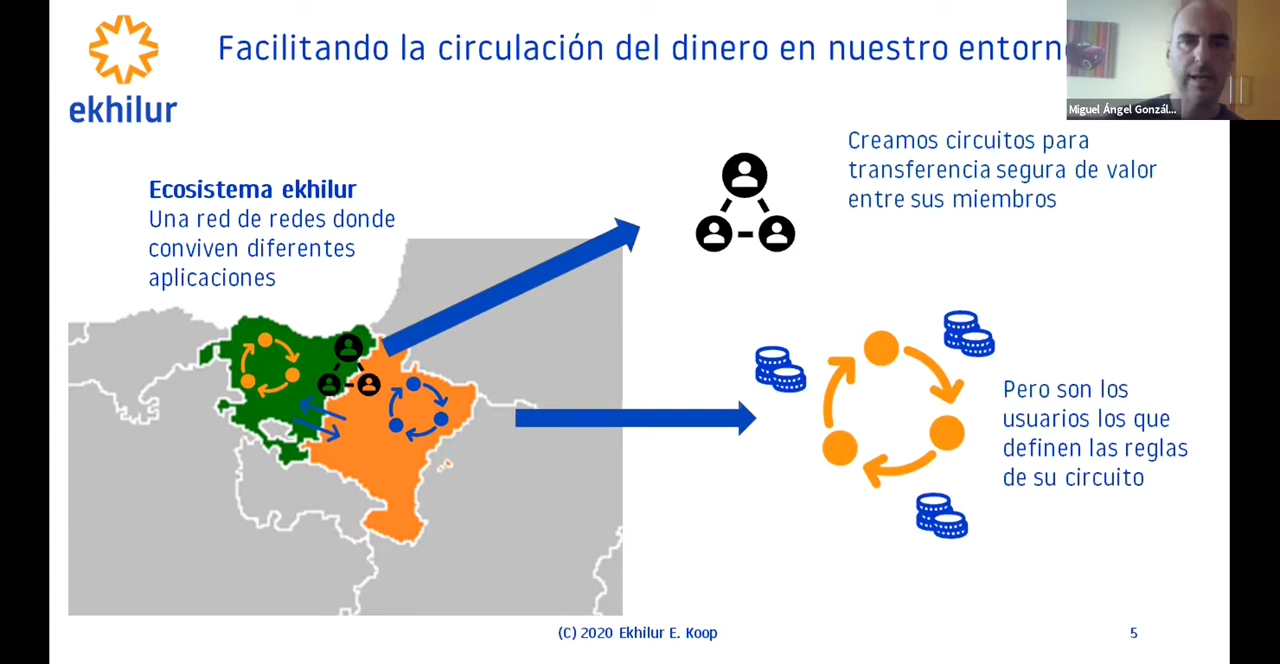 Facilitando la circulación del dinero en nuestro entorn
ekhilur
Miguel Ángel Gonzál...
Creamos circuitos para
transferencia segura de valor
entre sus miembros
Ecosistema ekhilur
Una red de redes donde
conviven diferentes
aplicaciones
Pero son los
usuarios los que
definen las reglas
de su circuito
(C) 2020 Ekhilur E. Koop
5